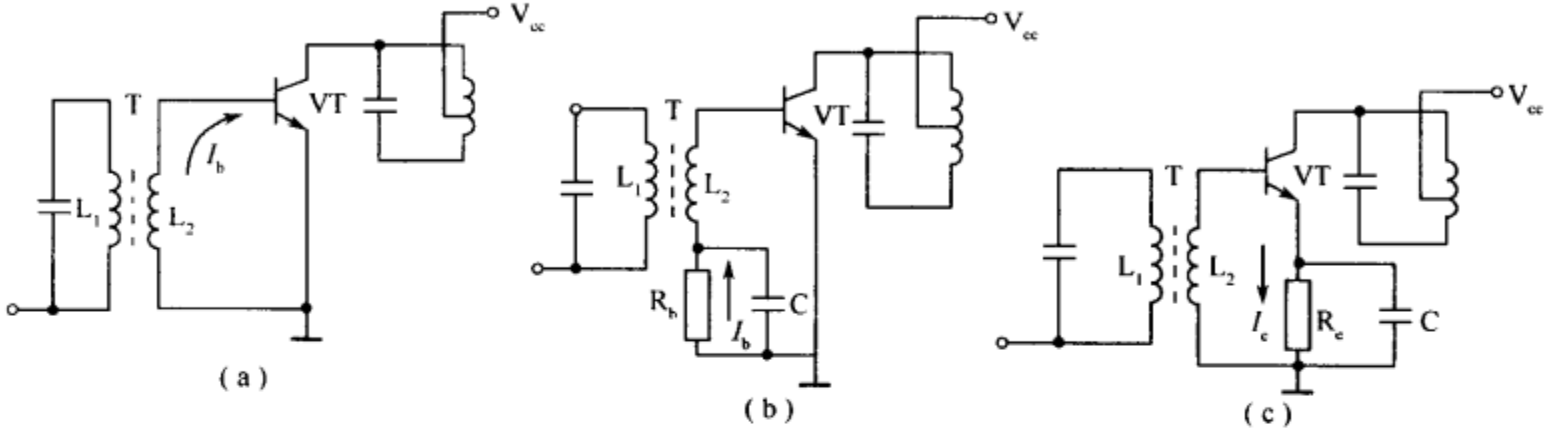 V_cc
T
VT
I_b
L_1
L_2
( a )
V_cc
T
VT
L_1
L_2
R_b
I_b
C
( b )
V_cc
T
VT
L_1
L_2
I_e
R_e
C
( c )